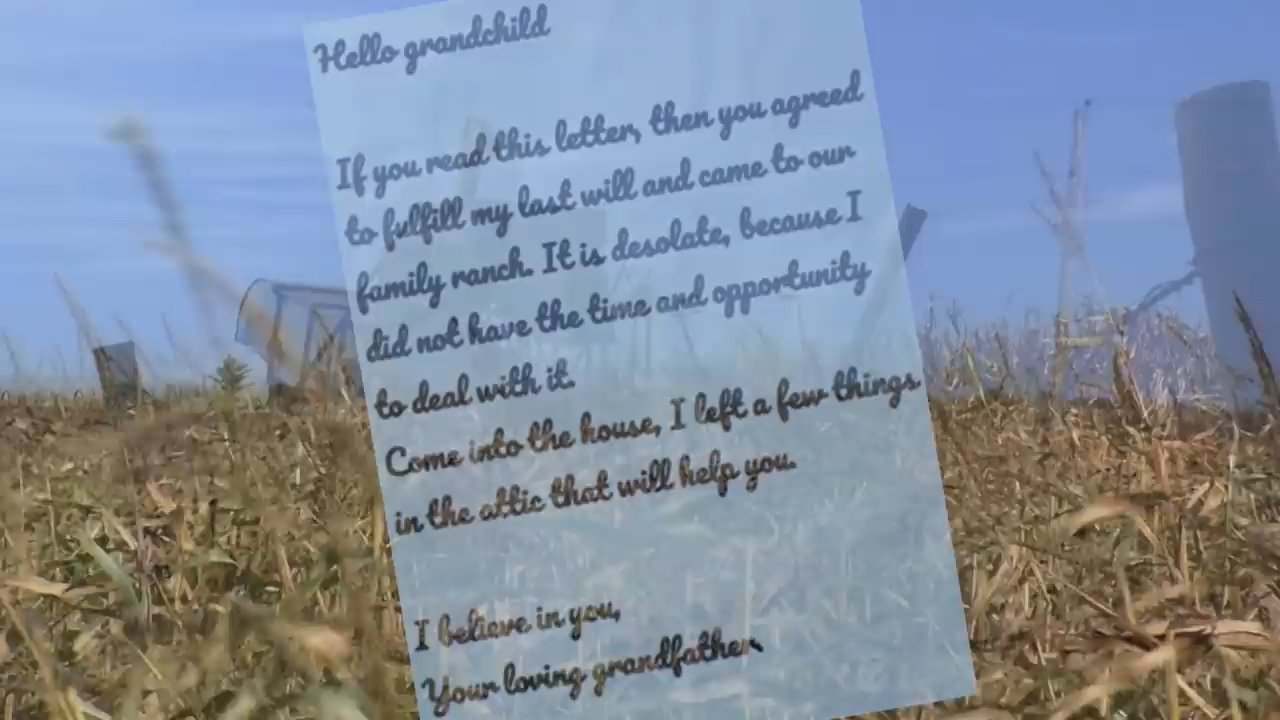 Hello grandchild
If you read this letter, then you agreed
to fulfill my last will and came to our
family ranch. It is desolate, because I
did not have the time and opportunity
to deal with it.
Come into the house, I left a few things
in the attic that will help you.
I believe in you,
Your loving grandfather